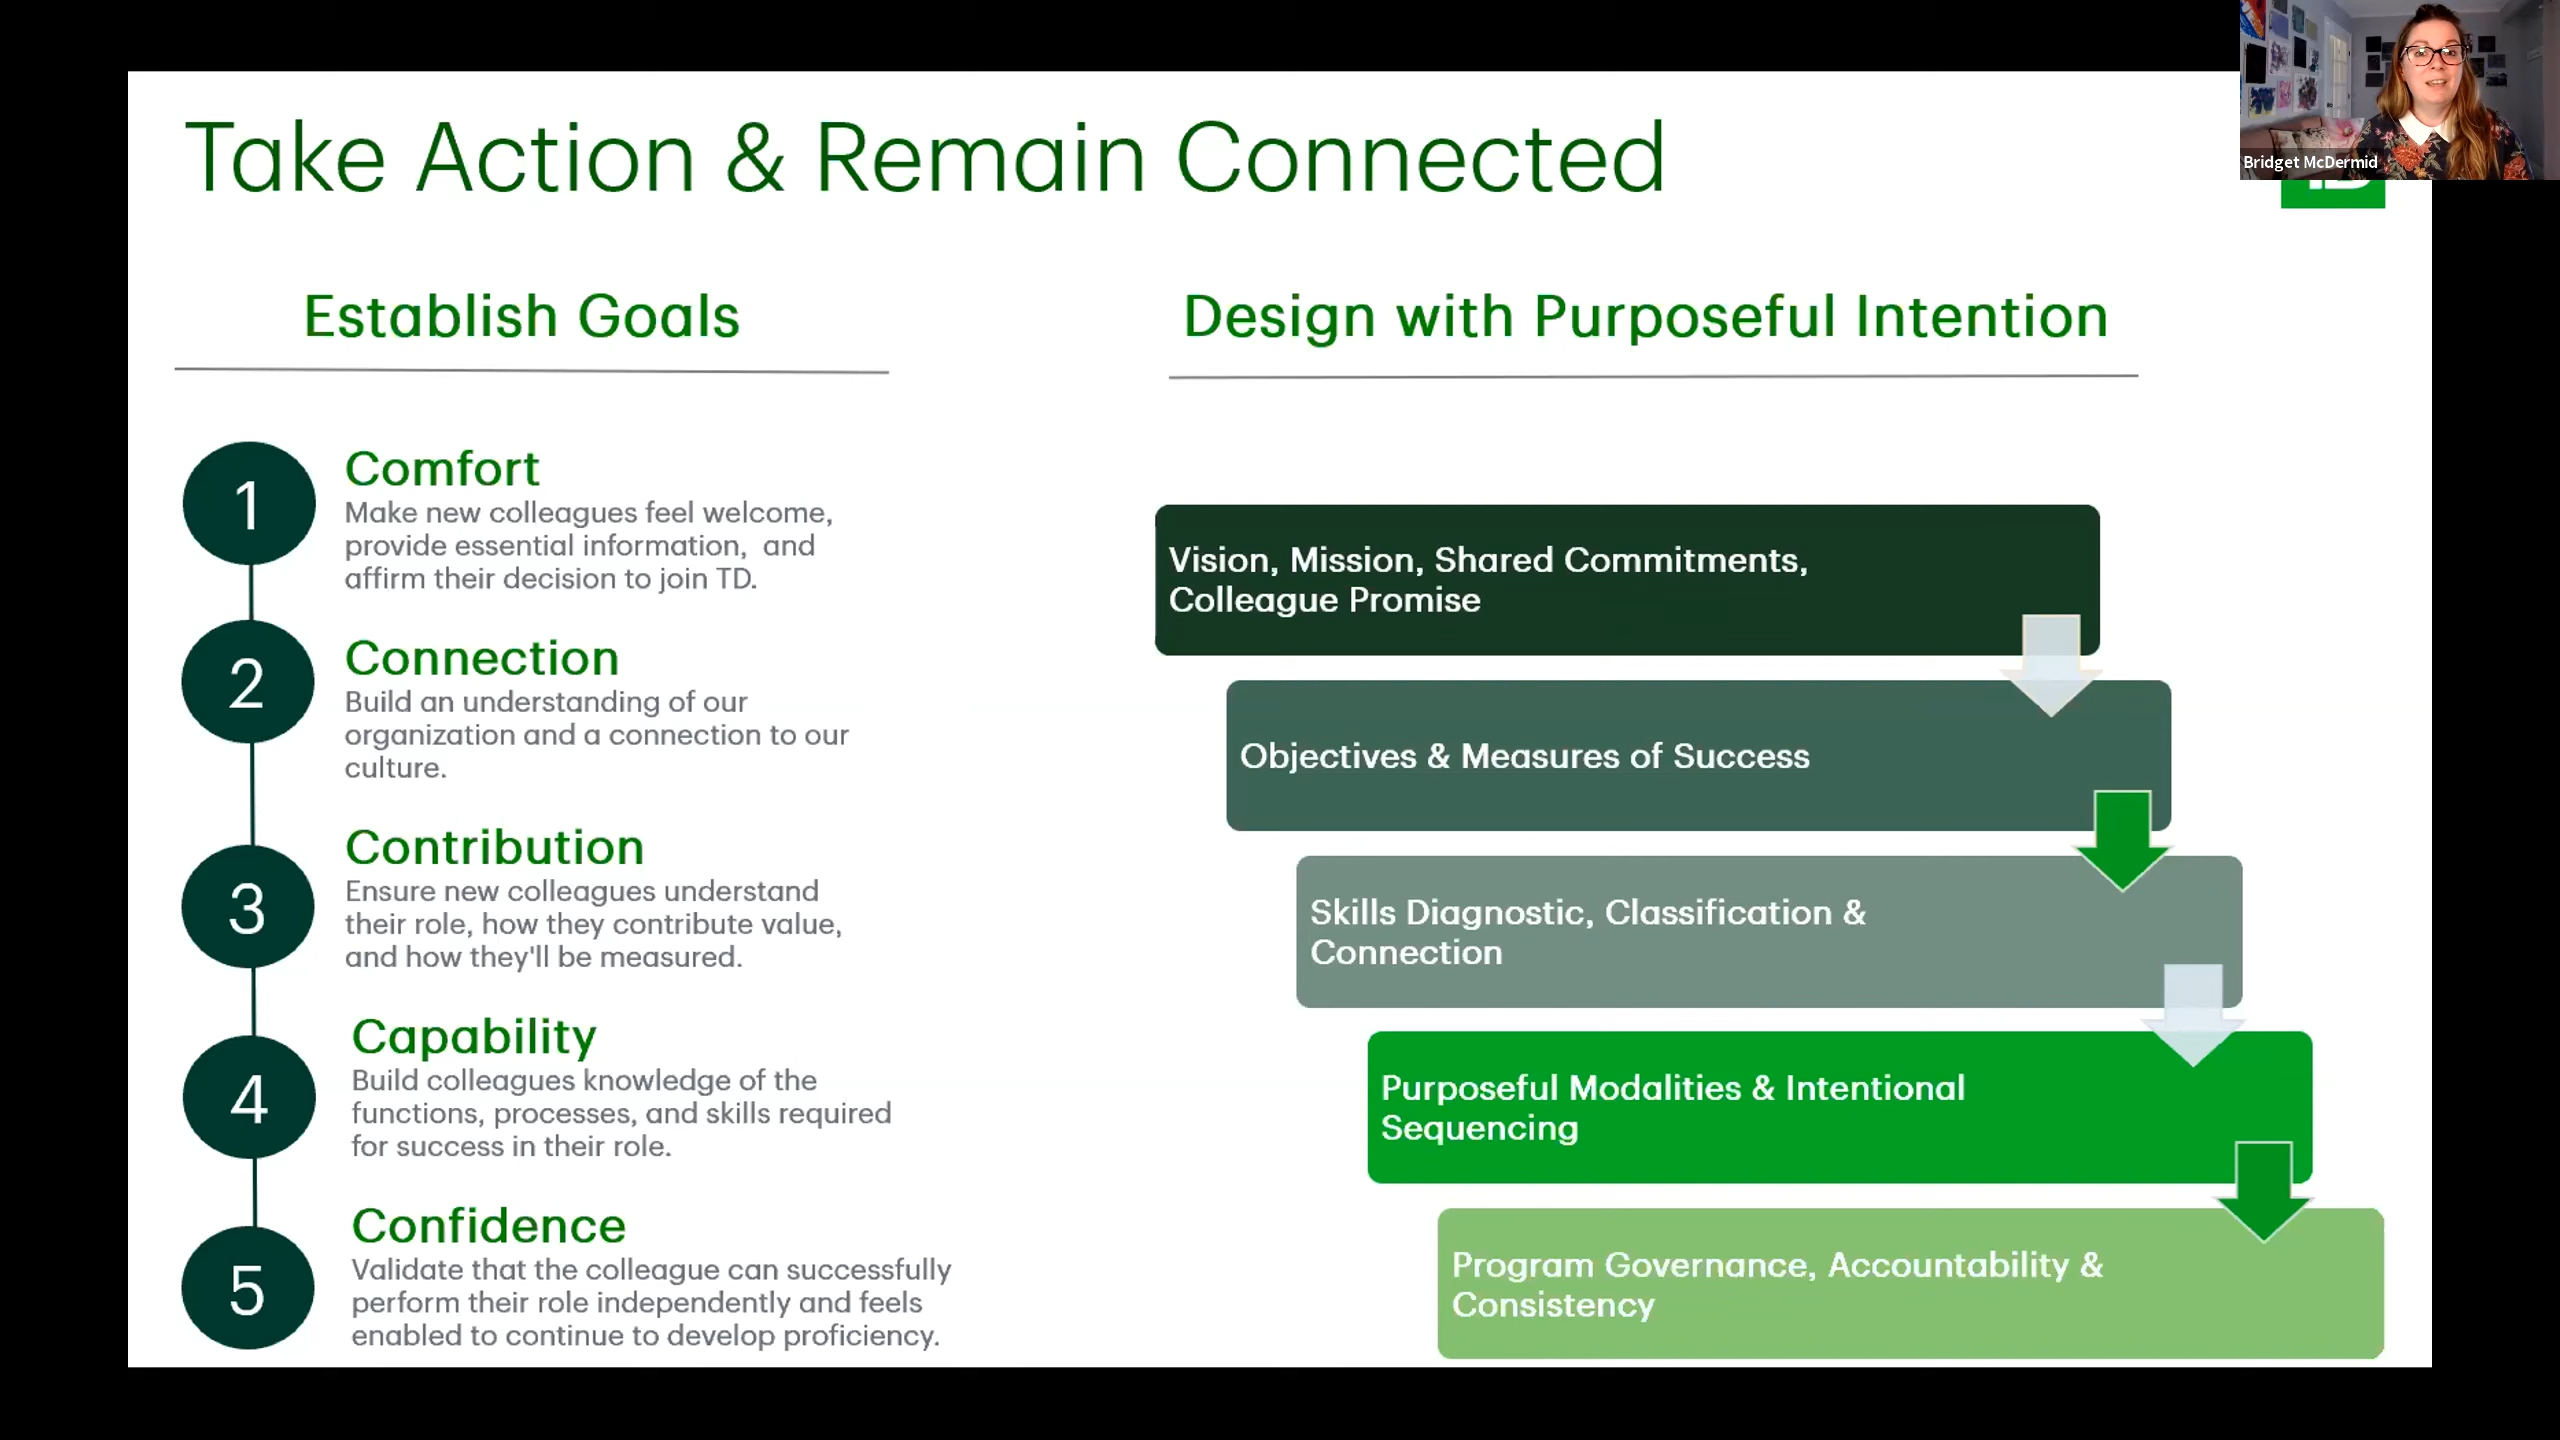 Take Action & Remain Connected
Bridget McDermid
Establish Goals
1
Comfort
Make new colleagues feel welcome,
provide essential information,  and
affirm their decision to join TD.
2
Connection
Build an understanding of our
organization and a connection to our
culture.
3
Contribution
Ensure new colleagues understand
their role, how they contribute value,
and how they'll be measured.
4
Capability
Build colleagues knowledge of the
functions, processes, and skills required
for success in their role.
5
Confidence
Validate that the colleague can successfully
perform their role independently and feels
enabled to continue to develop proficiency.
Design with Purposeful Intention
Vision, Mission, Shared Commitments,
Colleague Promise
Objectives & Measures of Success
Skills Diagnostic, Classification &
Connection
Purposeful Modalities & Intentional
Sequencing
Program Governance, Accountability &
Consistency